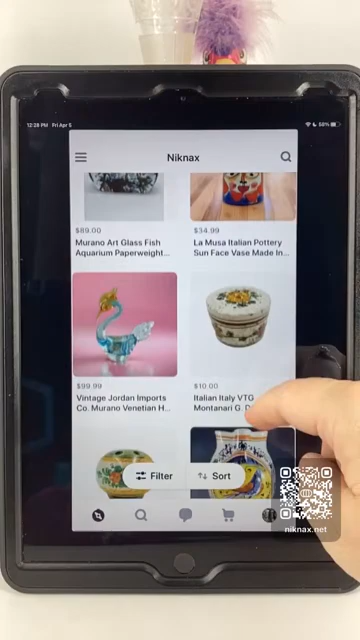 12:28 PM Fri Apr 5
50%
Niknax
$89.00
$34.99
Murano Art Glass Fish
Aquarium Paperweight...
La Musa Italian Pottery
Sun Face Vase Made In...
$99.99
$10.00
Vintage Jordan Imports
Co. Murano Venetian H...
Italian Italy VTG
Montanari G. D
Filter
Sort
niknax.net